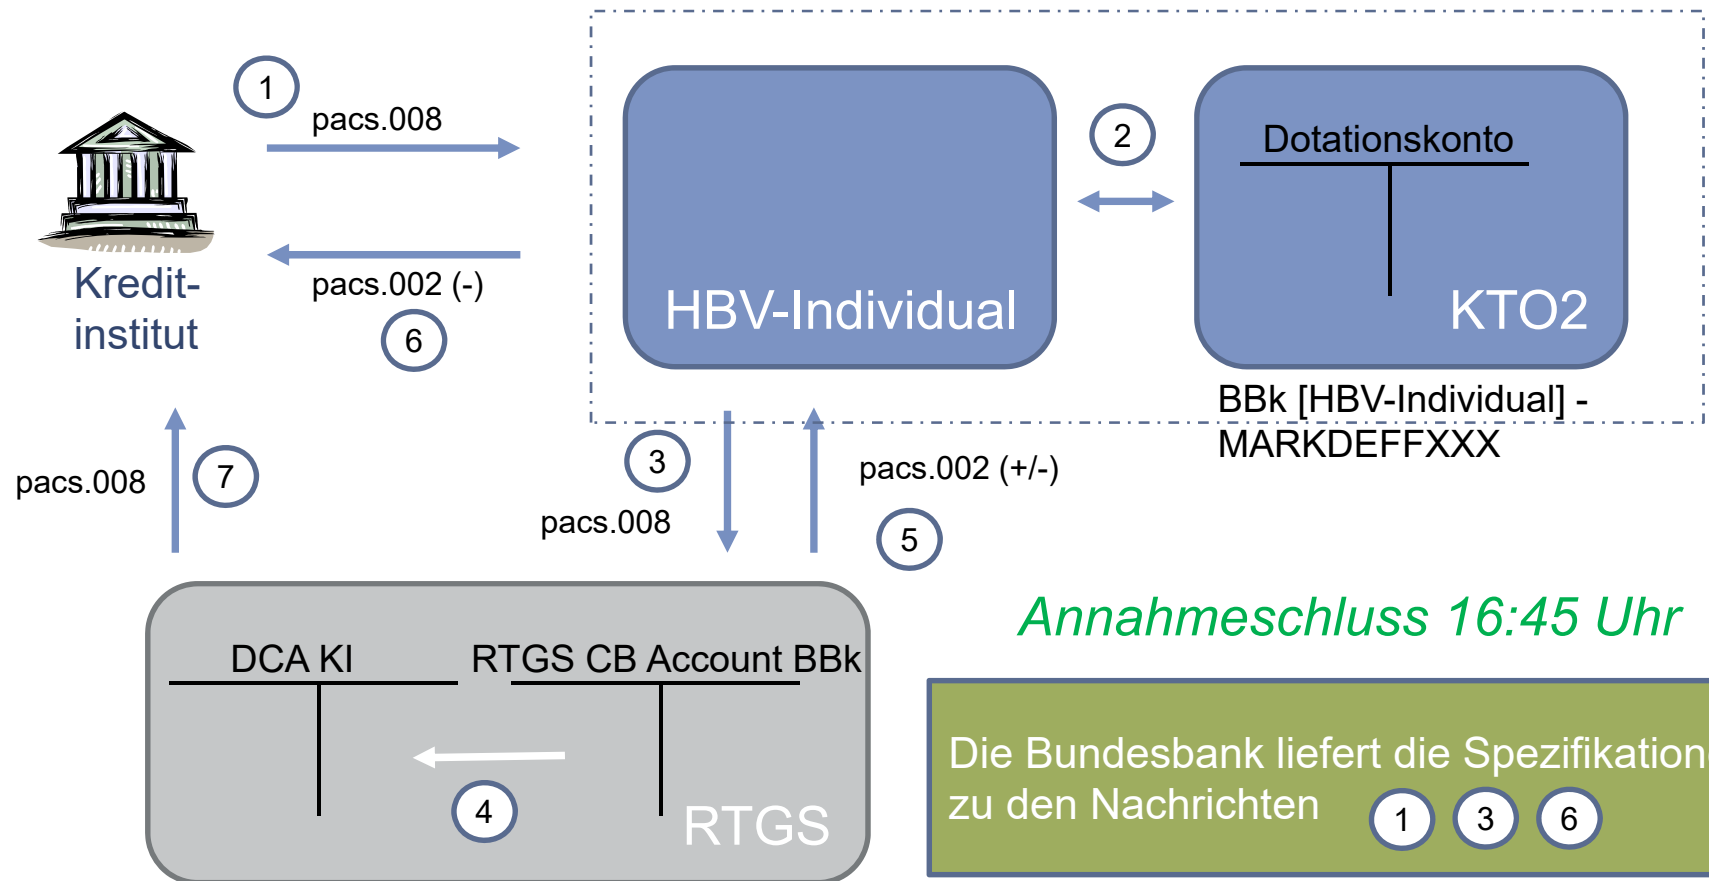 1
pacs.008
2
Dotationskonto
Kredit-
institut
pacs.002 (-)
6
HBV-Individual
KTO2
BBk [HBV-Individual] -
MARKDEFFXXX
pacs.008
7
3
pacs.008
pacs.002 (+/-)
5
Annahmeschluss 16:45 Uhr
DCA KI
RTGS CB Account BBk
4
RTGS
Die Bundesbank liefert die
zu den Nachrichten 1 3 6